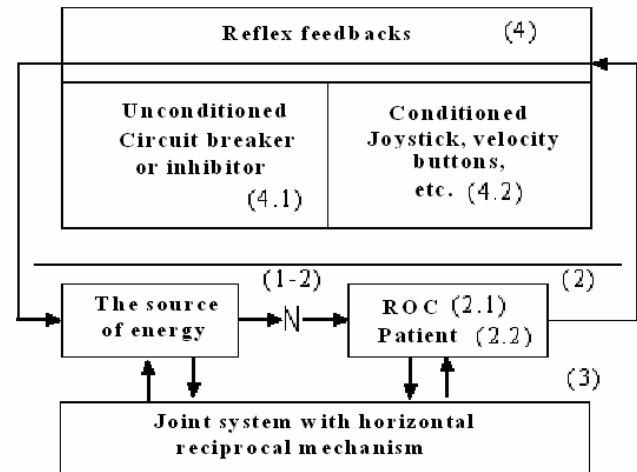 Reflex feedbacks (4)
Unconditioned
Circuit breaker
or inhibitor
(4.1)
Conditioned
Joystick, velocity
buttons,
etc. (4.2)
(1-2)
(2)
The source
of energy
N
ROC (2.1)
Patient (2.2)
(3)
Joint system with horizontal
reciprocal mechanism